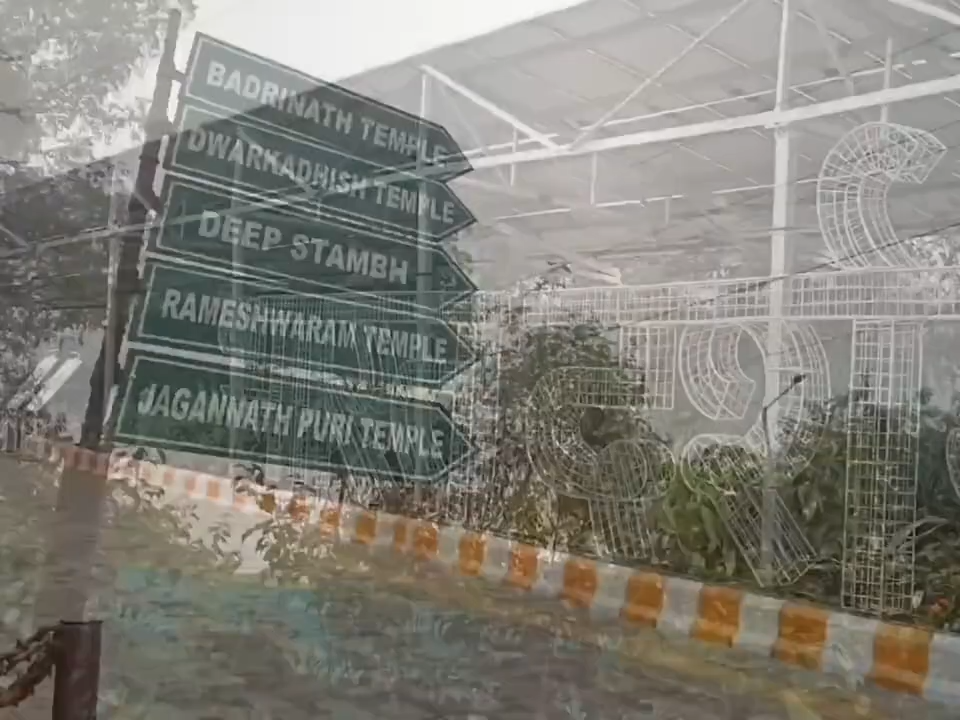 BADRINATH TEMPLE
DWARKADHISH TEMPLE
DEEP STAMBH
RAMESHWARAM TEMPLE
JAGANNATH PURI TEMPLE